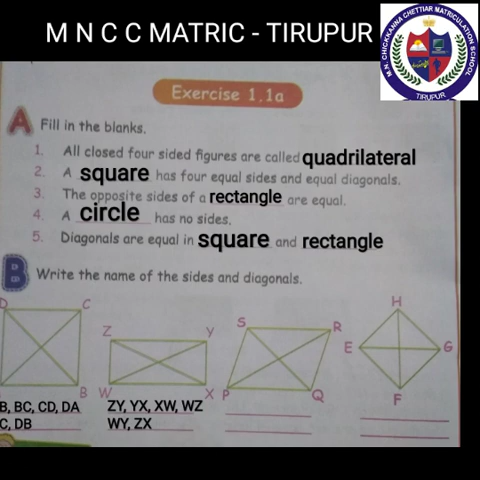 M N C C MATRIC - TIRUPUR
M.N. CHICKKANNA CHETTIAR MATRICULATION SCHOOL
TIRUPUR
Exercise 1.1a
A Fill in the blanks.
1. All closed four sided figures are called quadrilateral
2. A square has four equal sides and equal diagonals.
3. The opposite sides of a rectangle are equal.
4. A circle has no sides.
5. Diagonals are equal in square and rectangle
B Write the name of the sides and diagonals.
D C Z Y S R H
E G
B W X P Q F
B, BC, CD, DA ZY, YX, XW, WZ
C, DB WY, ZX